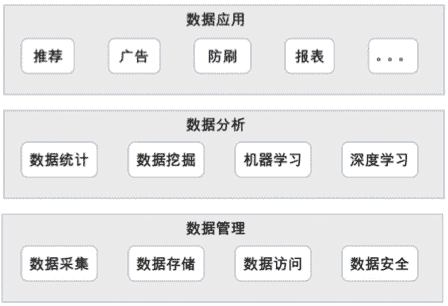 数据应用
推荐 广告 防刷 报表 。。。
数据分析
数据统计 数据挖掘 机器学习 深度学习
数据管理
数据采集 数据存储 数据访问 数据安全